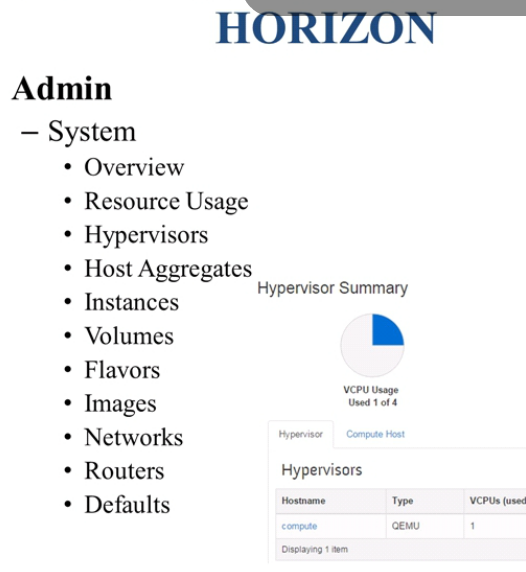 HORIZON
Admin
– System
• Overview
• Resource Usage
• Hypervisors
• Host Aggregates
• Instances
• Volumes
• Flavors
• Images
• Networks
• Routers
• Defaults
Hypervisor Summary
VCPU Usage
Used 1 of 4
Hypervisor Compute Host
Hypervisors
Hostname Type VCPUs (used
compute QEMU 1
Displaying 1 item